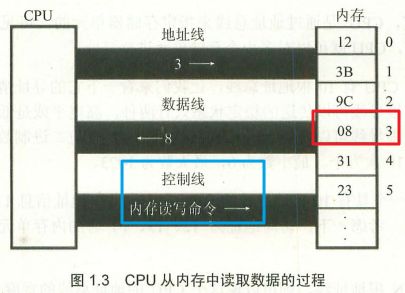 CPU
内存
地址线
3 →
数据线
← 8
控制线
内存读写命令 →
12 0
3B 1
9C 2
08 3
31 4
23 5
图 1.3 CPU 从内存中读取数据的过程